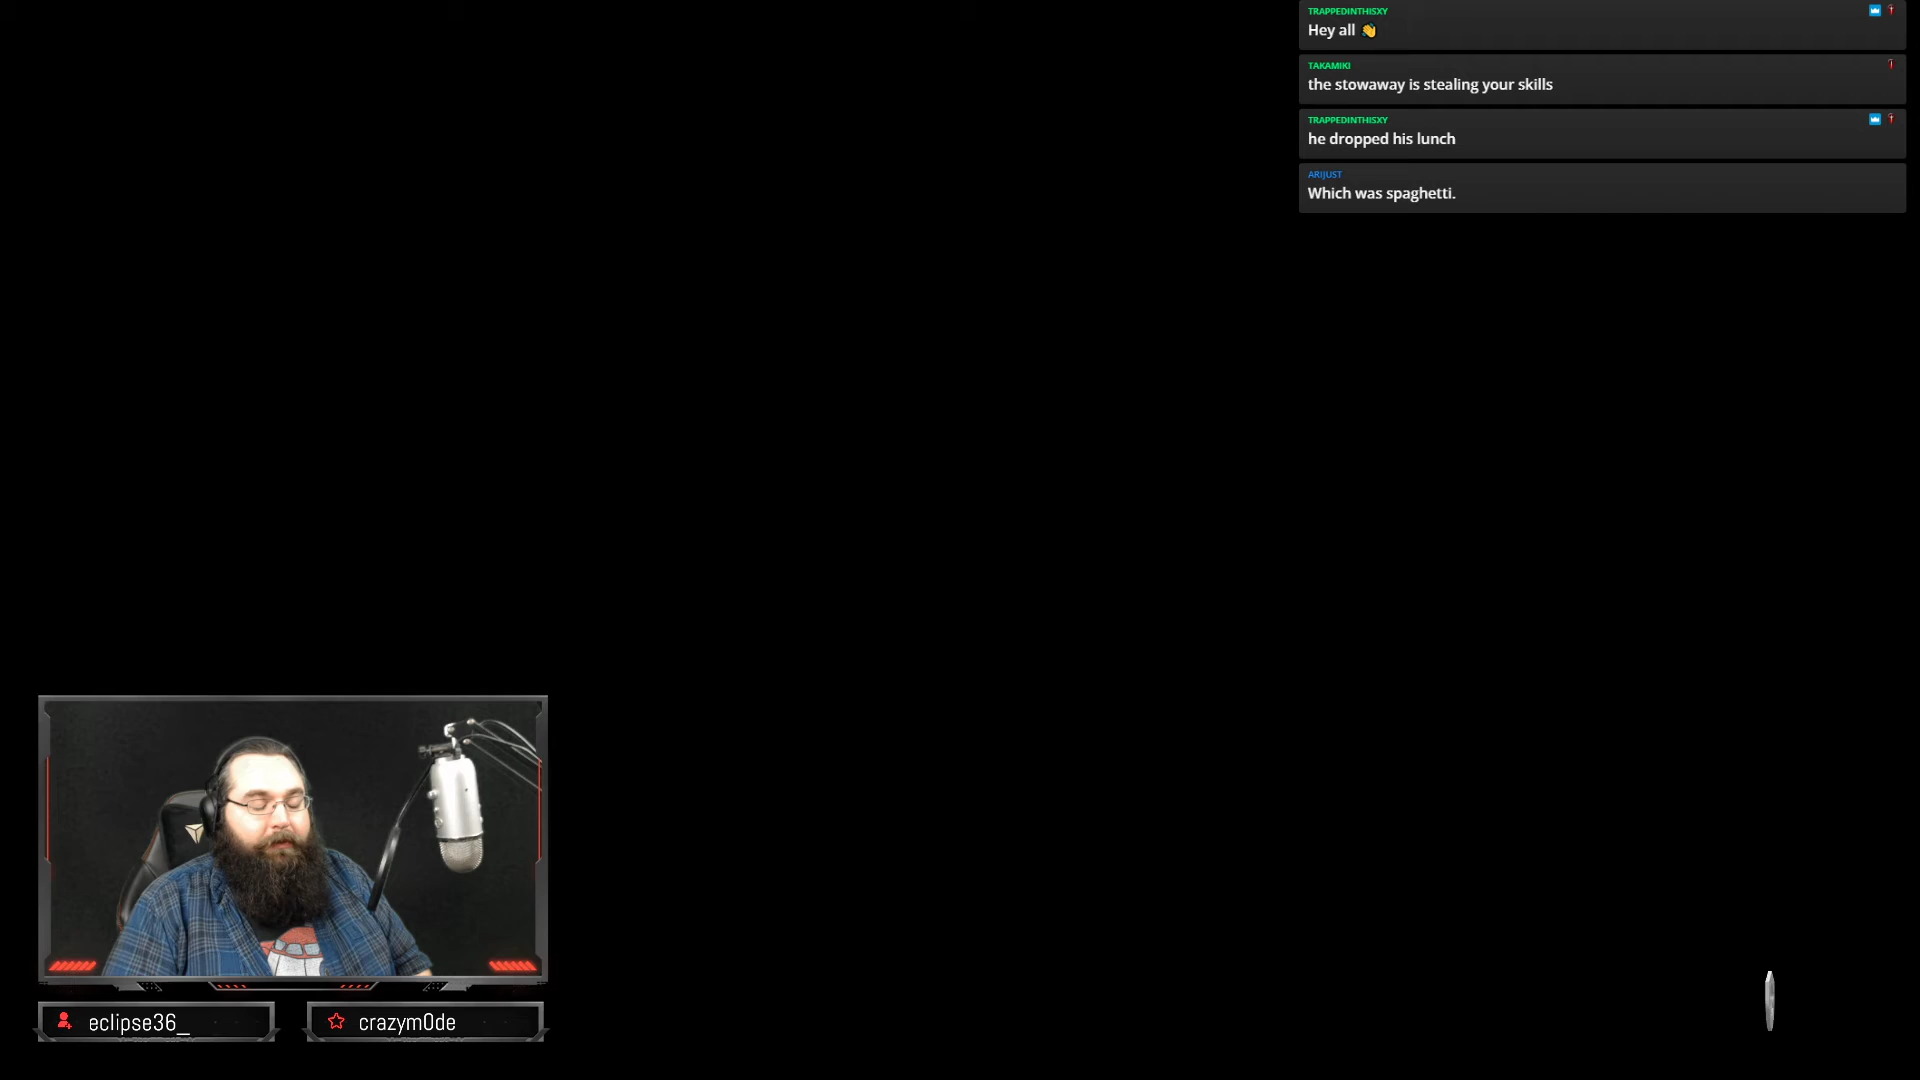 TRAPPEDINTHISXY
Hey all 👋
TAKAMIKI
the stowaway is stealing your skills
TRAPPEDINTHISXY
he dropped his lunch
ARIJUST
Which was spaghetti.
eclipse36_
crazym0de